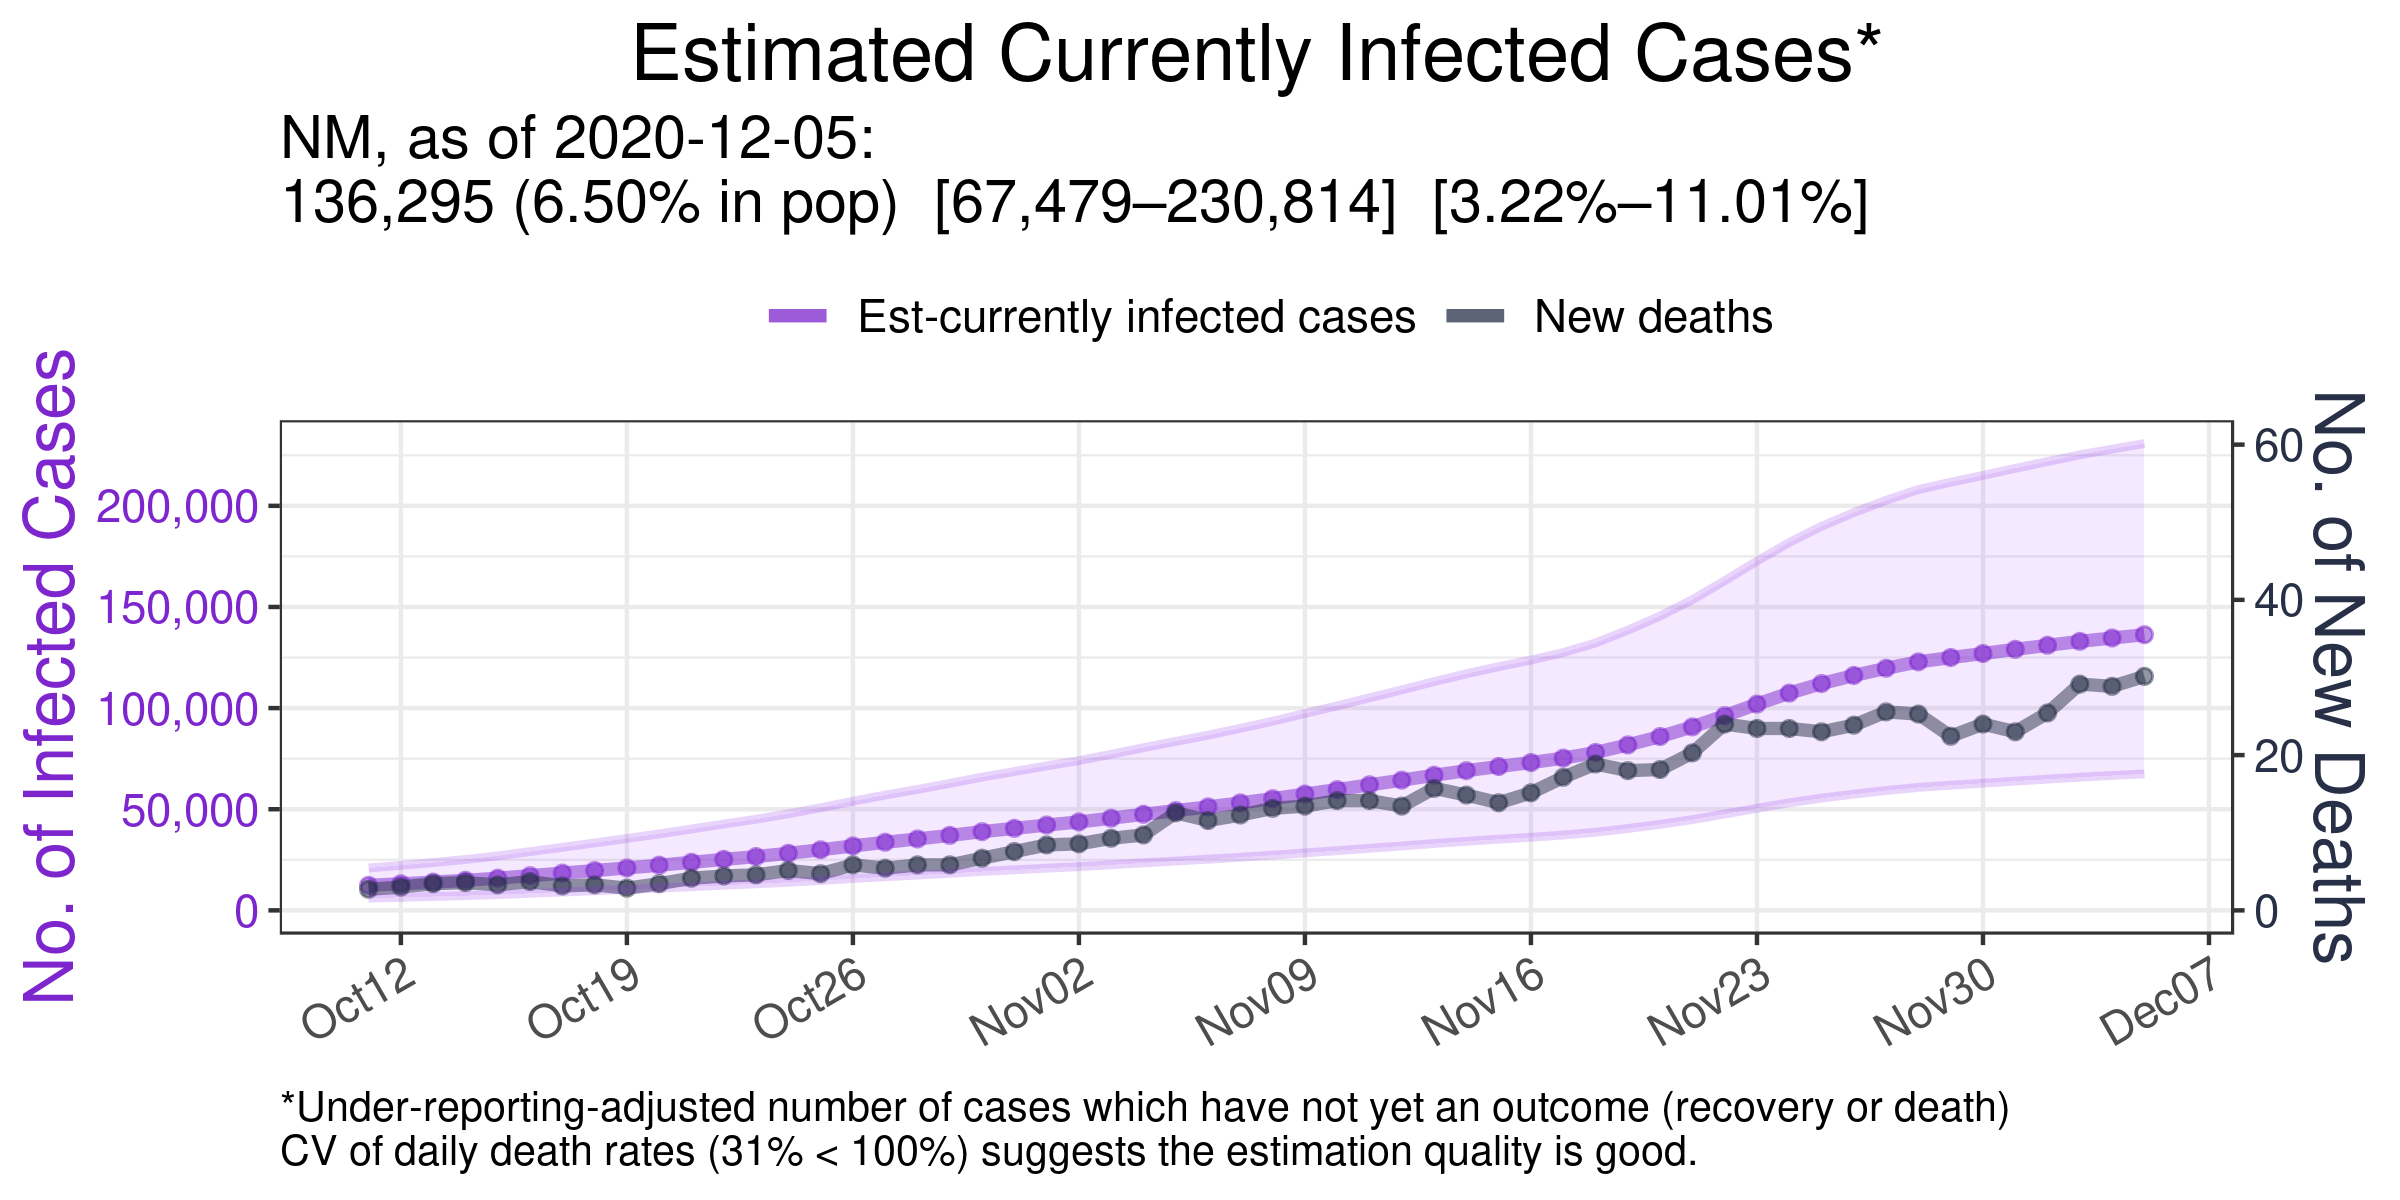 Estimated Currently Infected Cases*
NM, as of 2020-12-05:
136,295 (6.50% in pop)  [67,479–230,814]  [3.22%–11.01%]
Est-currently infected cases
New deaths
No. of Infected Cases
200,000
150,000
100,000
50,000
0
60
40
20
0
No. of New Deaths
Oct12
Oct19
Oct26
Nov02
Nov09
Nov16
Nov23
Nov30
Dec07
*Under-reporting-adjusted number of cases which have not yet an outcome (recovery or death)
CV of daily death rates (31% < 100%) suggests the estimation quality is good.